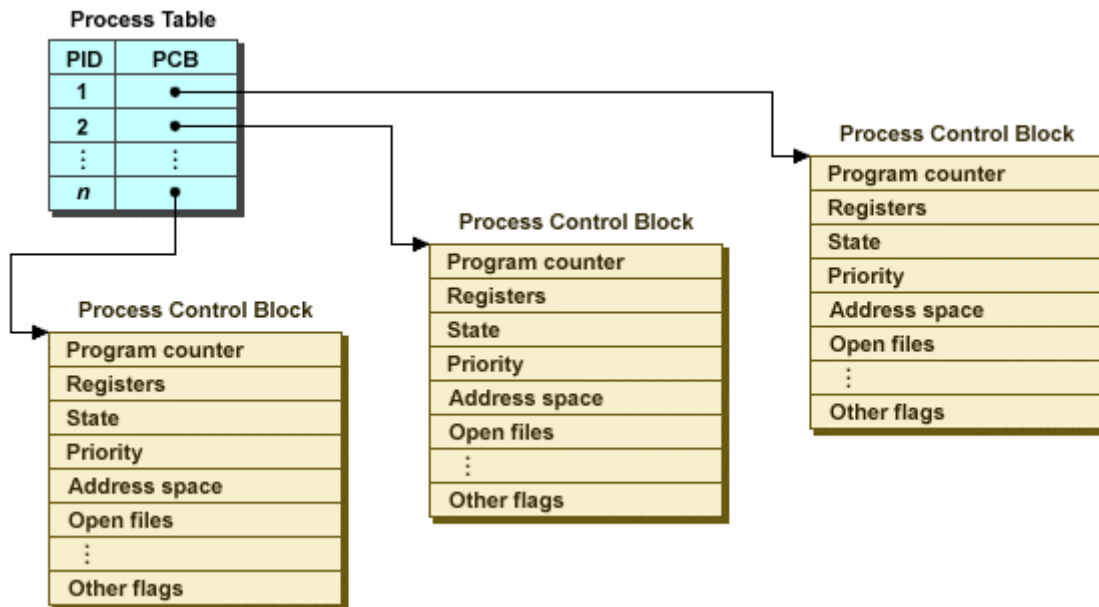 Process Table
PID PCB
1
2
⋮ ⋮
n
Process Control Block
Program counter
Registers
State
Priority
Address space
Open files
⋮
Other flags
Process Control Block
Program counter
Registers
State
Priority
Address space
Open files
⋮
Other flags
Process Control Block
Program counter
Registers
State
Priority
Address space
Open files
⋮
Other flags